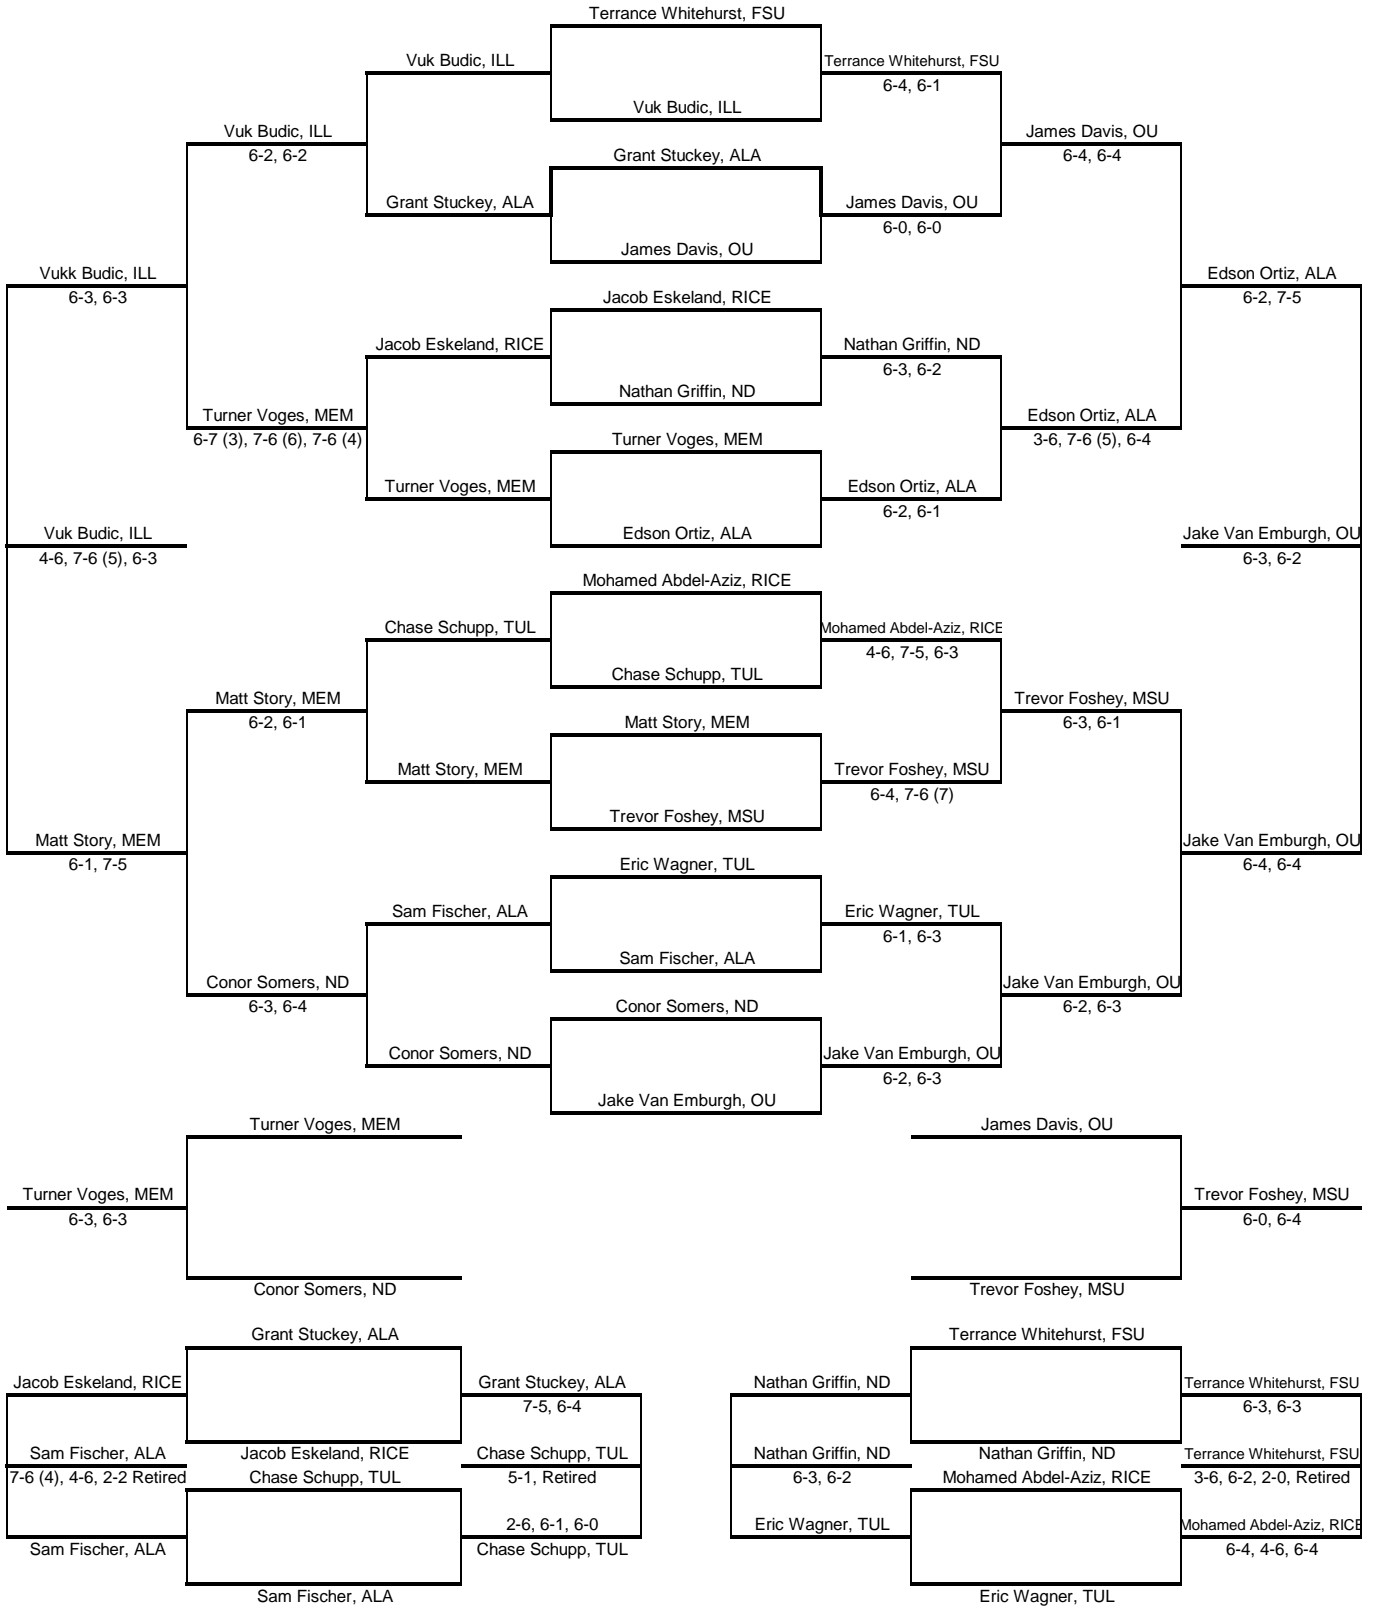 Terrance Whitehurst, FSU
Vuk Budic, ILL
Terrance Whitehurst, FSU
6-4, 6-1
Vuk Budic, ILL
Vuk Budic, ILL
James Davis, OU
6-2, 6-2
6-4, 6-4
Grant Stuckey, ALA
Grant Stuckey, ALA
James Davis, OU
6-0, 6-0
James Davis, OU
Vukk Budic, ILL
Edson Ortiz, ALA
6-3, 6-3
6-2, 7-5
Jacob Eskeland, RICE
Jacob Eskeland, RICE
Nathan Griffin, ND
6-3, 6-2
Nathan Griffin, ND
Turner Voges, MEM
Edson Ortiz, ALA
6-7 (3), 7-6 (6), 7-6 (4)
3-6, 7-6 (5), 6-4
Turner Voges, MEM
Turner Voges, MEM
Edson Ortiz, ALA
6-2, 6-1
Vuk Budic, ILL
Edson Ortiz, ALA
Jake Van Emburgh, OU
4-6, 7-6 (5), 6-3
6-3, 6-2
Mohamed Abdel-Aziz, RICE
Chase Schupp, TUL
Mohamed Abdel-Aziz, RICE
4-6, 7-5, 6-3
Chase Schupp, TUL
Matt Story, MEM
Trevor Foshey, MSU
6-2, 6-1
6-3, 6-1
Matt Story, MEM
Matt Story, MEM
Trevor Foshey, MSU
6-4, 7-6 (7)
Trevor Foshey, MSU
Matt Story, MEM
Jake Van Emburgh, OU
6-1, 7-5
6-4, 6-4
Eric Wagner, TUL
Sam Fischer, ALA
Eric Wagner, TUL
6-1, 6-3
Sam Fischer, ALA
Conor Somers, ND
Jake Van Emburgh, OU
6-3, 6-4
6-2, 6-3
Conor Somers, ND
Conor Somers, ND
Jake Van Emburgh, OU
6-2, 6-3
Jake Van Emburgh, OU
Turner Voges, MEM
James Davis, OU
Turner Voges, MEM
Trevor Foshey, MSU
6-3, 6-3
6-0, 6-4
Conor Somers, ND
Trevor Foshey, MSU
Grant Stuckey, ALA
Terrance Whitehurst, FSU
Jacob Eskeland, RICE
Grant Stuckey, ALA
Nathan Griffin, ND
Terrance Whitehurst, FSU
7-5, 6-4
6-3, 6-3
Sam Fischer, ALA
Jacob Eskeland, RICE
Chase Schupp, TUL
Nathan Griffin, ND
Nathan Griffin, ND
Terrance Whitehurst, FSU
7-6 (4), 4-6, 2-2 Retired
Chase Schupp, TUL
5-1, Retired
6-3, 6-2
Mohamed Abdel-Aziz, RICE
3-6, 6-2, 2-0, Retired
2-6, 6-1, 6-0
Eric Wagner, TUL
Mohamed Abdel-Aziz, RICE
Sam Fischer, ALA
Chase Schupp, TUL
6-4, 4-6, 6-4
Sam Fischer, ALA
Eric Wagner, TUL